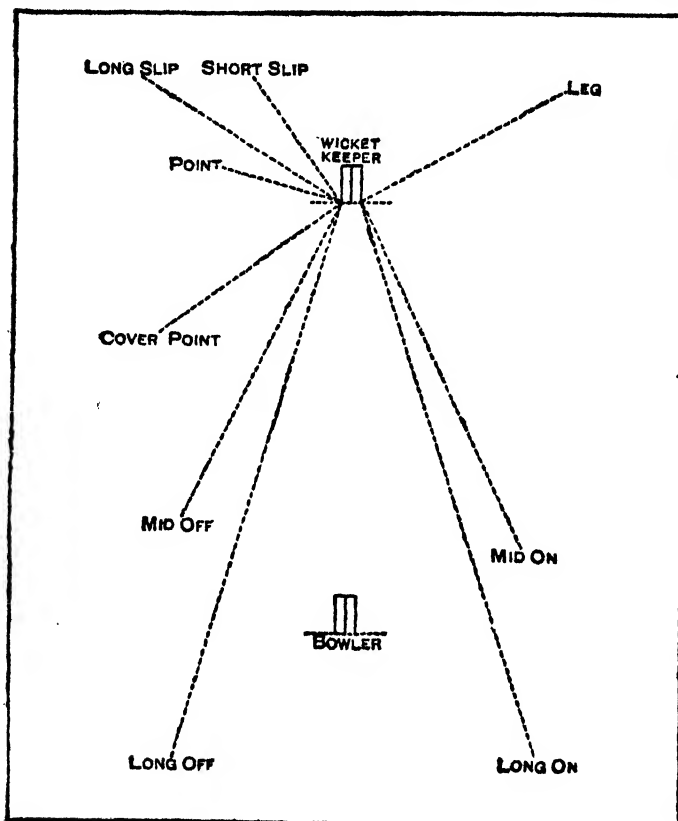 LONG SLIP
SHORT SLIP
LEG
WICKET
KEEPER
POINT
COVER POINT
MID OFF
MID ON
BOWLER
LONG OFF
LONG ON